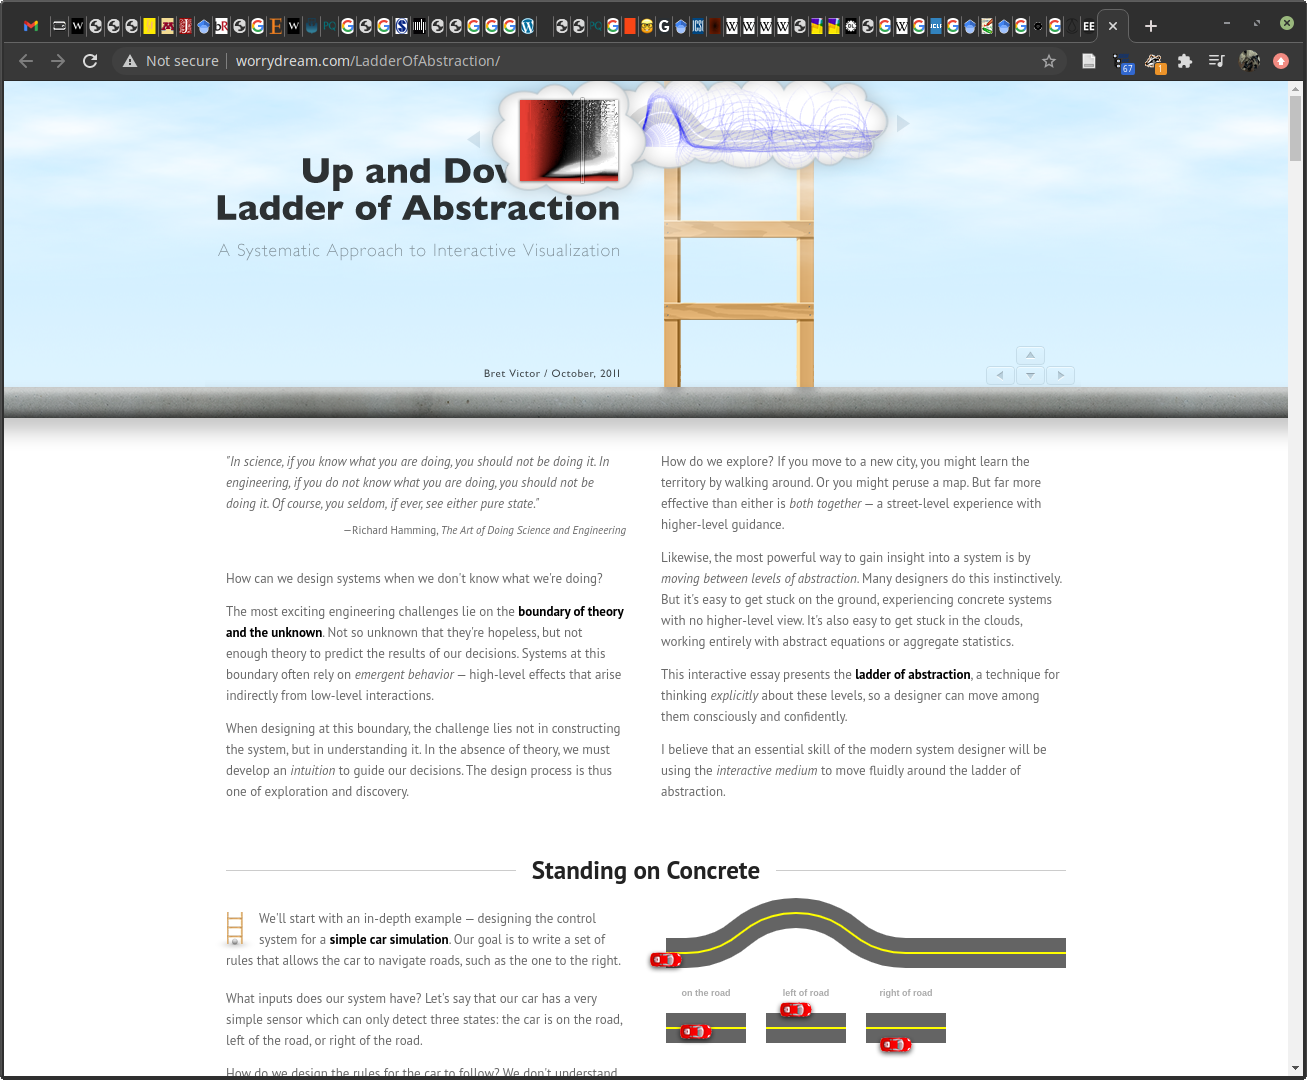 Not secure
worrydream.com/LadderOfAbstraction/
67
1
Up and Dov
Ladder of Abstraction
A Systematic Approach to Interactive Visualization
Bret Victor / October, 2011
"In science, if you know what you are doing, you should not be doing it. In
engineering, if you do not know what you are doing, you should not be
doing it. Of course, you seldom, if ever, see either pure state."
—Richard Hamming, The Art of Doing Science and Engineering
How can we design systems when we don't know what we're doing?
The most exciting engineering challenges lie on the boundary of theory
and the unknown. Not so unknown that they're hopeless, but not
enough theory to predict the results of our decisions. Systems at this
boundary often rely on emergent behavior — high-level effects that arise
indirectly from low-level interactions.
When designing at this boundary, the challenge lies not in constructing
the system, but in understanding it. In the absence of theory, we must
develop an intuition to guide our decisions. The design process is thus
one of exploration and discovery.
How do we explore? If you move to a new city, you might learn the
territory by walking around. Or you might peruse a map. But far more
effective than either is both together — a street-level experience with
higher-level guidance.
Likewise, the most powerful way to gain insight into a system is by
moving between levels of abstraction. Many designers do this instinctively.
But it's easy to get stuck on the ground, experiencing concrete systems
with no higher-level view. It's also easy to get stuck in the clouds,
working entirely with abstract equations or aggregate statistics.
This interactive essay presents the ladder of abstraction, a technique for
thinking explicitly about these levels, so a designer can move among
them consciously and confidently.
I believe that an essential skill of the modern system designer will be
using the interactive medium to move fluidly around the ladder of
abstraction.
Standing on Concrete
We'll start with an in-depth example — designing the control
system for a simple car simulation. Our goal is to write a set of
rules that allows the car to navigate roads, such as the one to the right.
What inputs does our system have? Let's say that our car has a very
simple sensor which can only detect three states: the car is on the road,
left of the road, or right of the road.
How do we design the rules for the car to follow? We don't understand
on the road
left of road
right of road